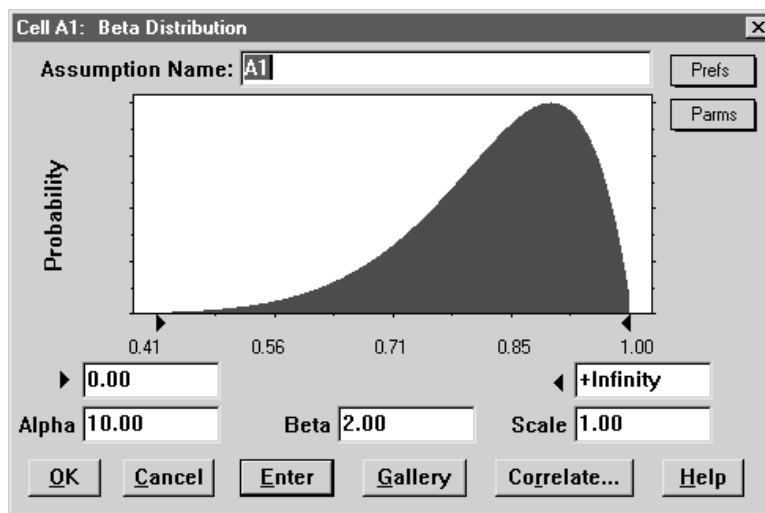 Cell A1: Beta Distribution
Assumption Name: A1
Prefs
Parms
Probability
0.41 0.56 0.71 0.85 1.00
0.00 +Infinity
Alpha 10.00 Beta 2.00 Scale 1.00
OK Cancel Enter Gallery Correlate... Help